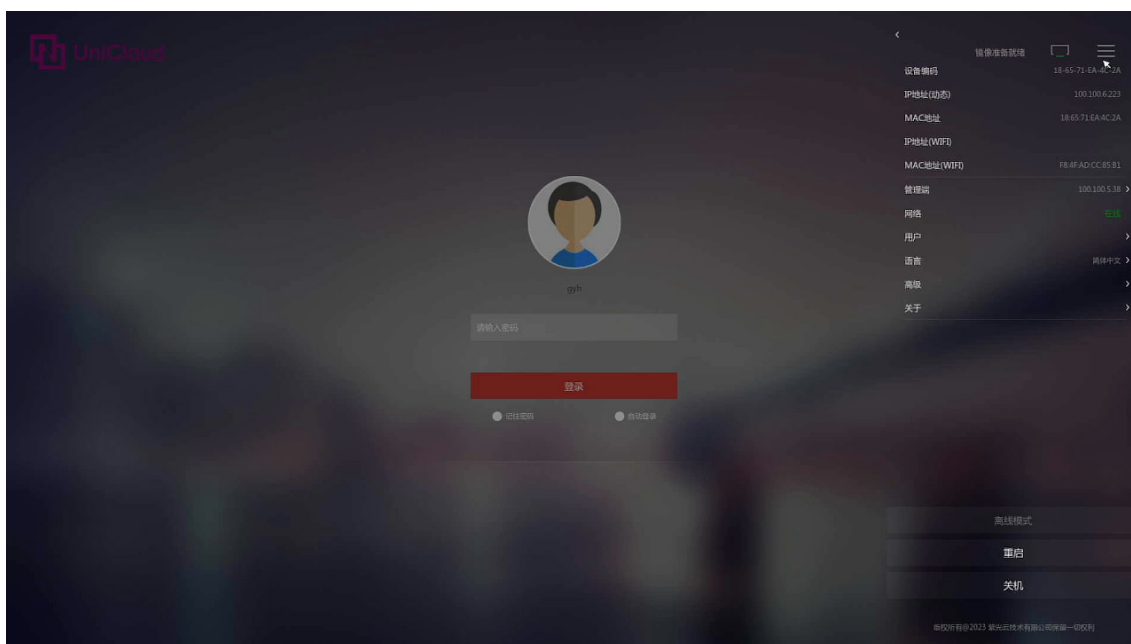 UniCloud
镜像准备就绪
设备编码 18-65-71-EA-4C-2A
IP地址(动态) 100.100.6.223
MAC地址 18:65:71:EA:4C:2A
IP地址(WIFI)
MAC地址(WIFI) F8:4F:AD:CC:85:91
管理端 100.100.5.38
网络 在线
用户
语言 简体中文
高级
关于
gyh
请输入密码
登录
记住密码 自动登录
离线模式
重启
关机
版权所有@2023 紫光云技术有限公司保留一切权利